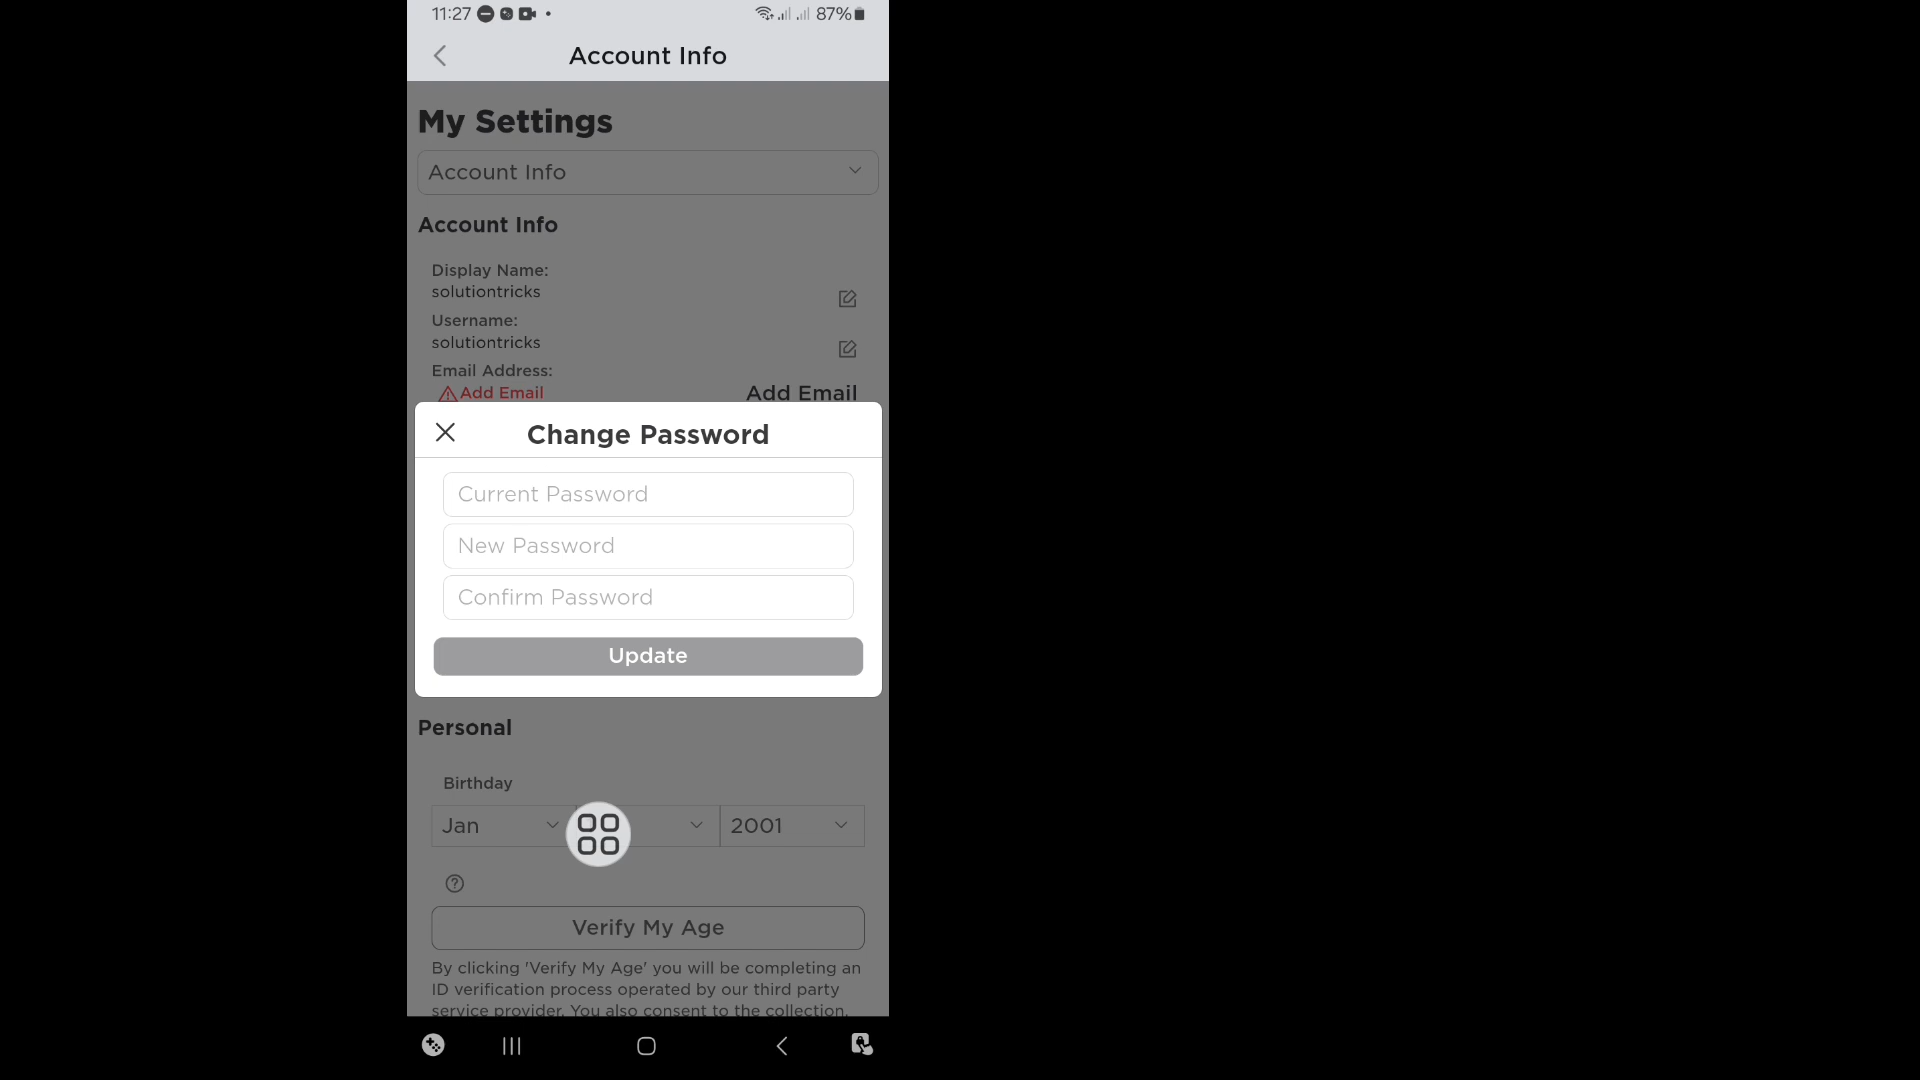 11:27
87%
Account Info
My Settings
Account Info
Account Info
Display Name:
solutiontricks
Username:
solutiontricks
Email Address:
Add Email
Add Email
Change Password
Current Password
New Password
Confirm Password
Update
Personal
Birthday
Jan
2001
Verify My Age
By clicking 'Verify My Age' you will be completing an
ID verification process operated by our third party
service provider. You also consent to the collection,